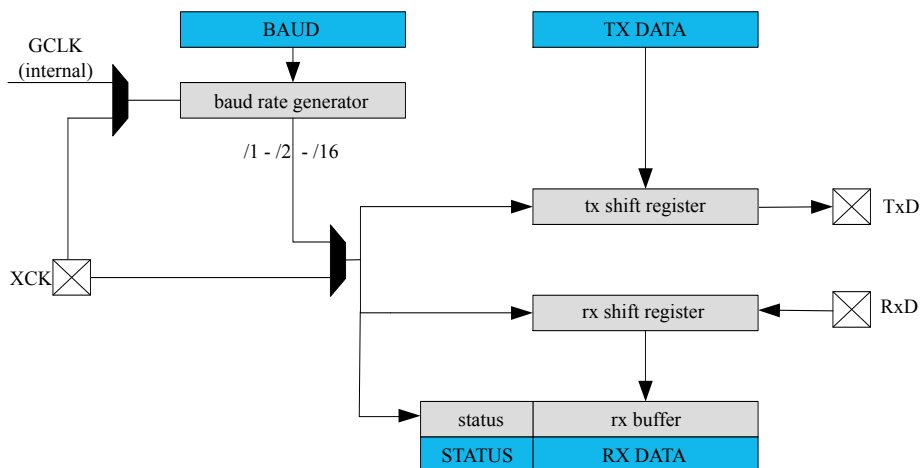 BAUD
TX DATA
GCLK
(internal)
baud rate generator
/1 - /2 - /16
tx shift register
TxD
XCK
rx shift register
RxD
status
rx buffer
STATUS
RX DATA